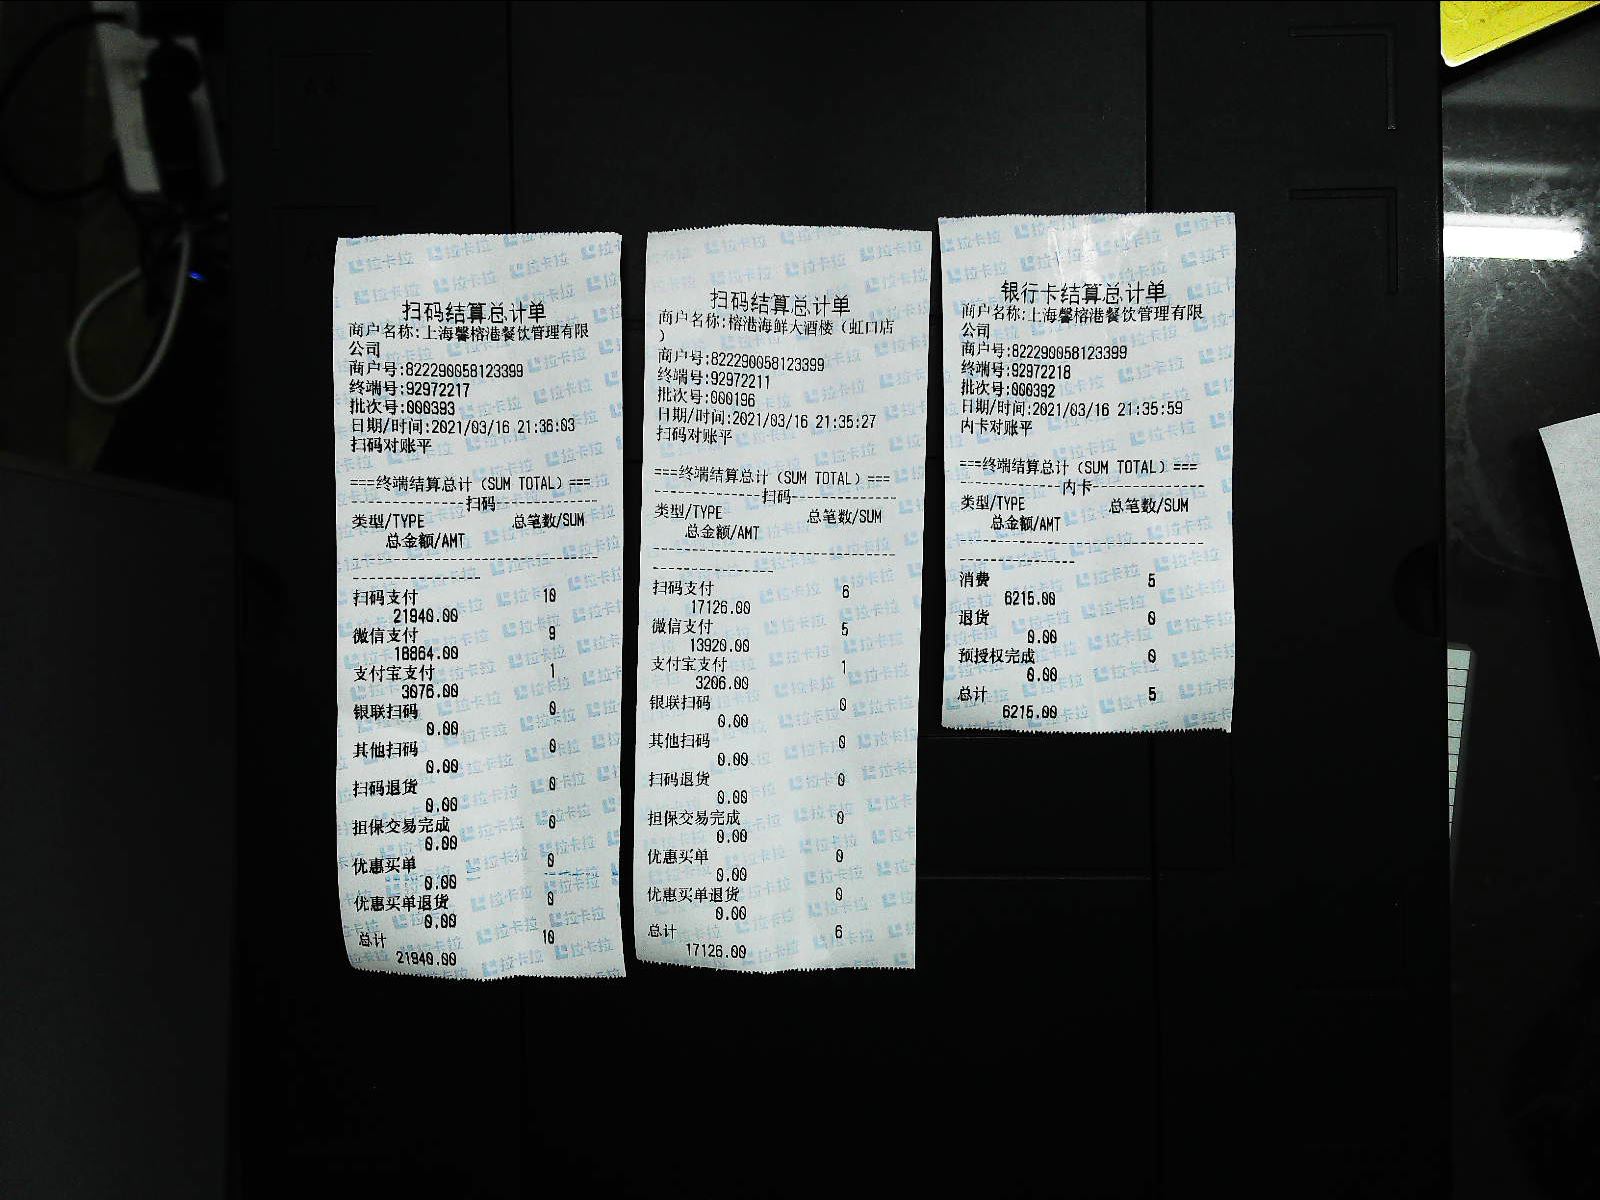 扫码结算总计单
商户名称:上海馨榕港餐饮管理有限
公司
商户号:822290058123399
终端号:92972217
批次号:000393
日期/时间:2021/03/16 21:36:03
扫码对账平
===终端结算总计（SUM TOTAL）===
扫码
类型/TYPE 总笔数/SUM
总金额/AMT
扫码支付 10
21940.00
微信支付 9
18864.00
支付宝支付 1
3076.00
银联扫码 0
0.00
其他扫码 0
0.00
扫码退货 0
0.00
担保交易完成 0
0.00
优惠买单 0
0.00
优惠买单退货 0
0.00
总计 10
21940.00
扫码结算总计单
商户名称:榕港海鲜大酒楼（虹口店
）
商户号:822290058123399
终端号:92972211
批次号:000196
日期/时间:2021/03/16 21:35:27
扫码对账平
===终端结算总计（SUM TOTAL）===
扫码
类型/TYPE 总笔数/SUM
总金额/AMT
扫码支付 6
17126.00
微信支付 5
13920.00
支付宝支付 1
3206.00
银联扫码 0
0.00
其他扫码 0
0.00
扫码退货 0
0.00
担保交易完成 0
0.00
优惠买单 0
0.00
优惠买单退货 0
0.00
总计 6
17126.00
银行卡结算总计单
商户名称:上海馨榕港餐饮管理有限
公司
商户号:822290058123399
终端号:92972218
批次号:000392
日期/时间:2021/03/16 21:35:59
内卡对账平
===终端结算总计（SUM TOTAL）===
内卡
类型/TYPE 总笔数/SUM
总金额/AMT
消费 5
6215.00
退货 0
0.00
预授权完成 0
0.00
总计 5
6215.00
拉卡拉